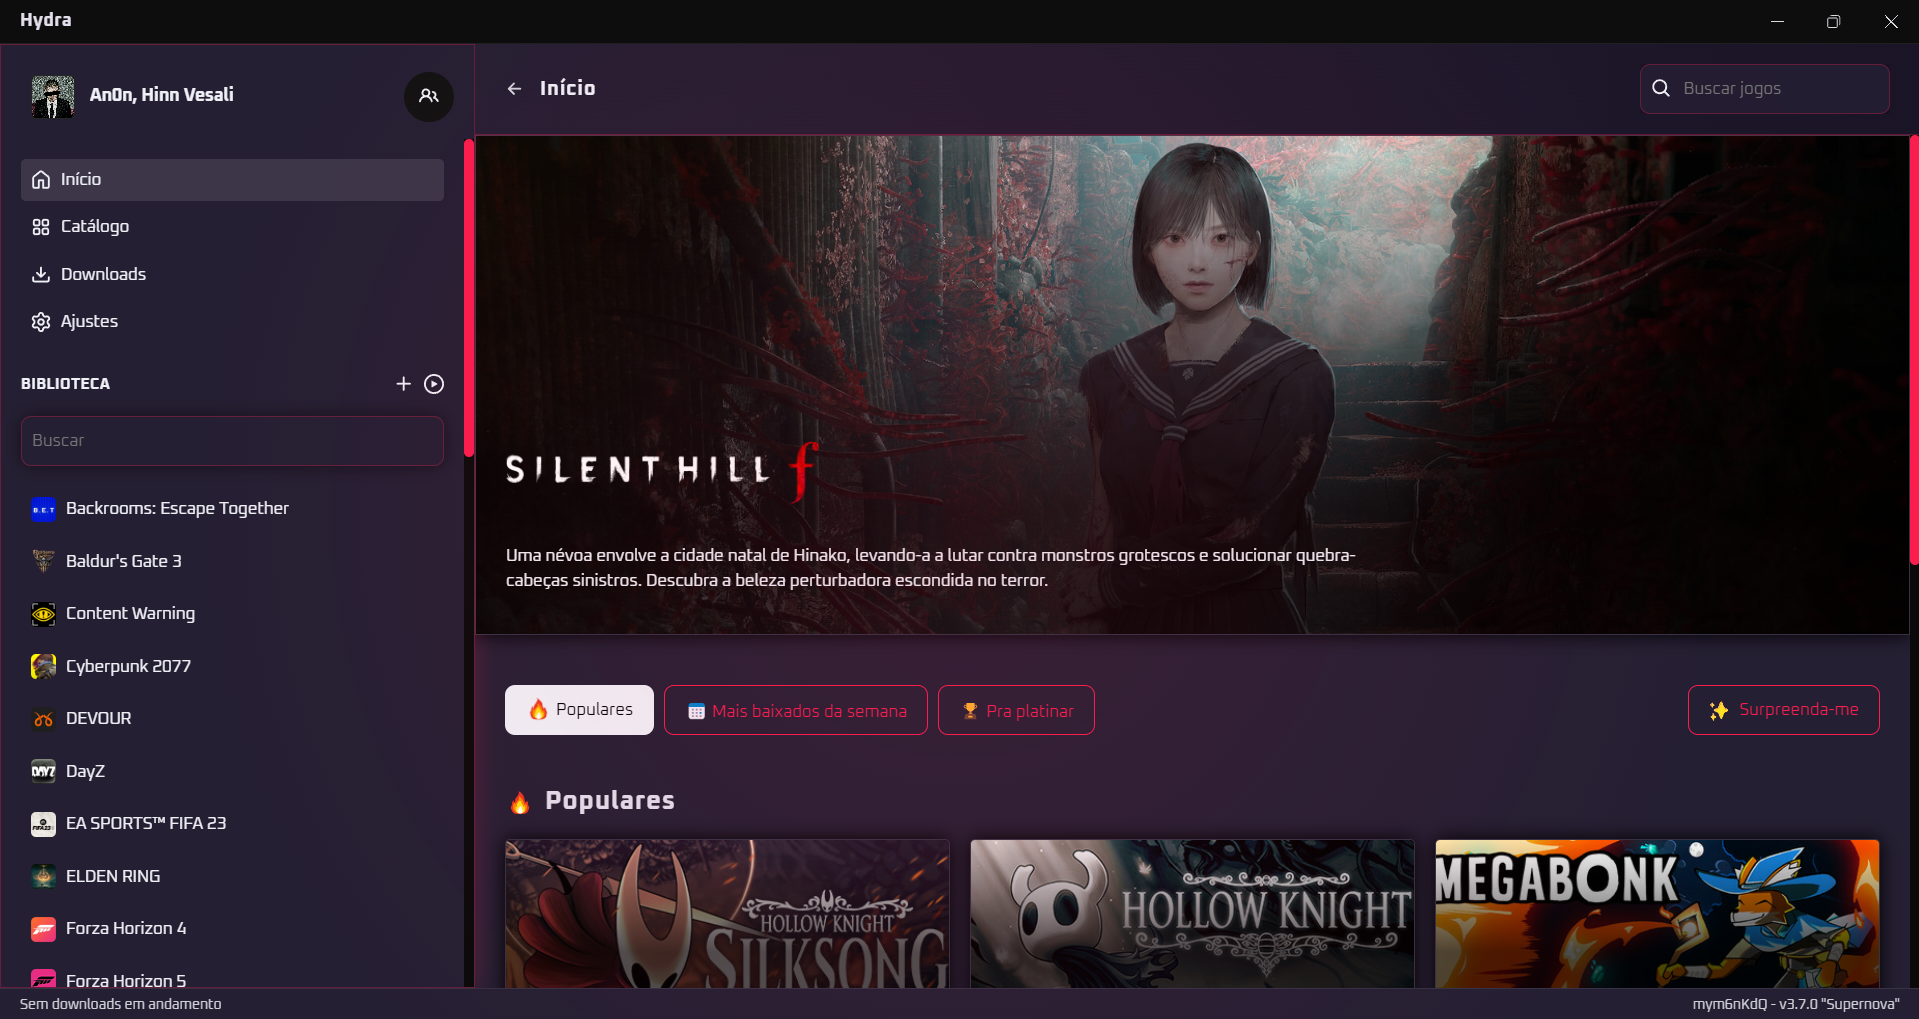 Hydra
An0n, Hinn Vesali
Início
Catálogo
Downloads
Ajustes
BIBLIOTECA
Buscar
B.E.T
Backrooms: Escape Together
Baldur's Gate 3
Content Warning
Cyberpunk 2077
DEVOUR
DAYZ
DayZ
FIFA 23
EA SPORTS™ FIFA 23
ELDEN RING
Forza Horizon 4
Forza Horizon 5
Sem downloads em andamento
Início
Buscar jogos
SILENT HILL f
Uma névoa envolve a cidade natal de Hinako, levando-a a lutar contra monstros grotescos e solucionar quebra-
cabeças sinistros. Descubra a beleza perturbadora escondida no terror.
Populares
Mais baixados da semana
Pra platinar
Surpreenda-me
Populares
HOLLOW KNIGHT
SILKSONG
HOLLOW KNIGHT
MEGABONK
mym6nKdQ - v3.7.0 "Supernova"